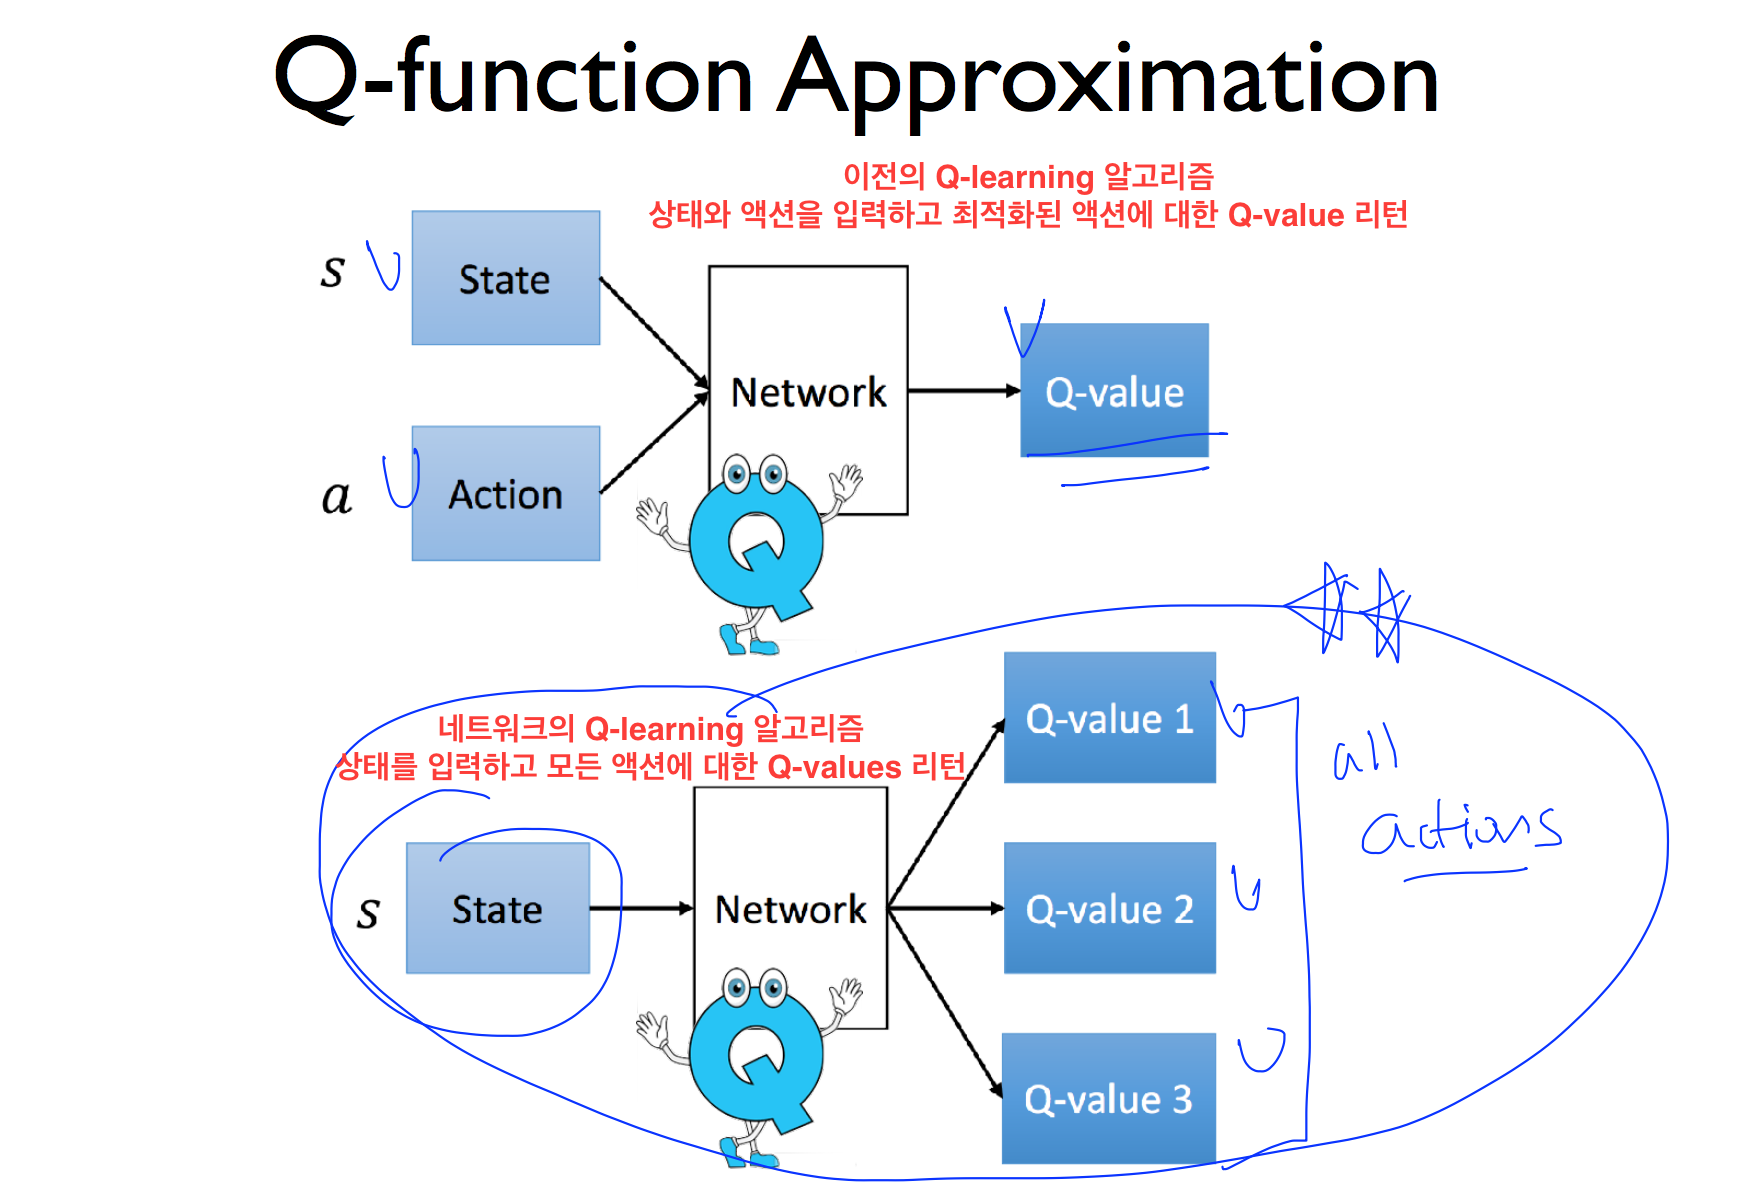 Q-function Approximation
이전의 Q-learning 알고리즘
상태와 액션을 입력하고 최적화된 액션에 대한 Q-value 리턴
s
State
Network
Q-value
a
Action
Q
네트워크의 Q-learning 알고리즘
상태를 입력하고 모든 액션에 대한 Q-values 리턴
s
State
Network
Q-value 1
Q-value 2
Q-value 3
all
actions
Q